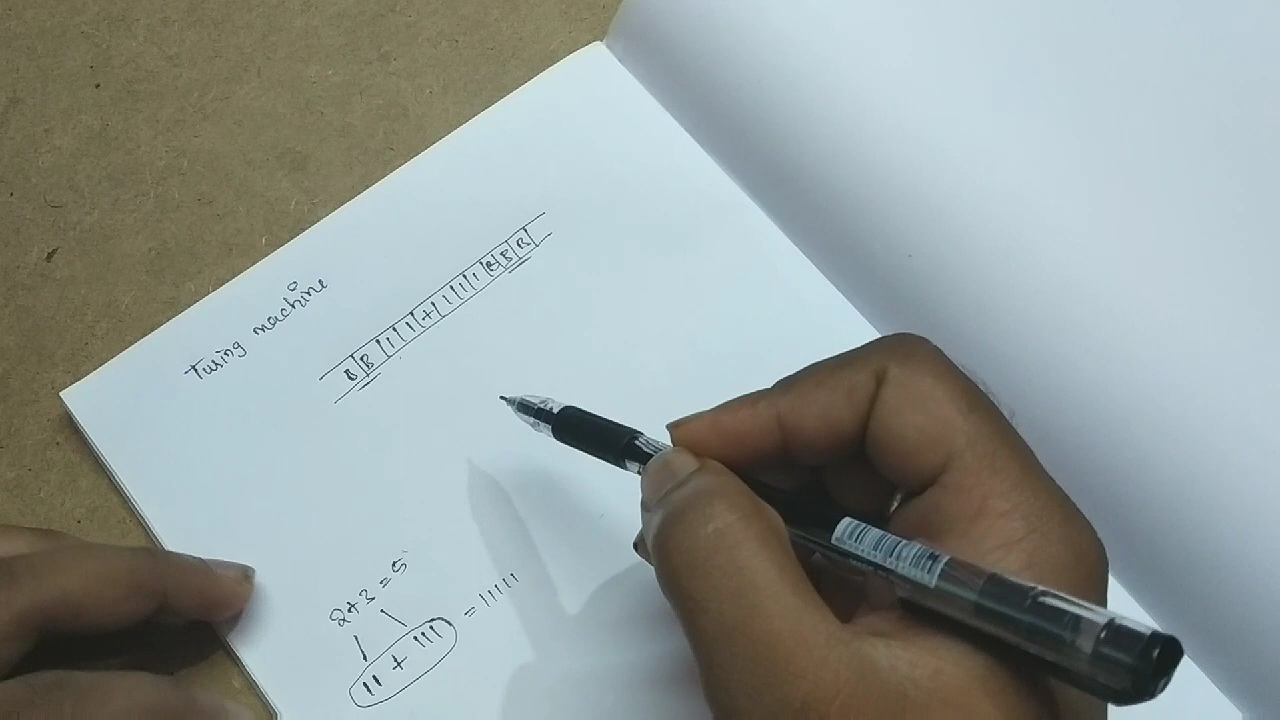 Turing machine
B B 1 1 + 1 1 1 B B B
2 + 3 = 5
11 + 111 = 11111